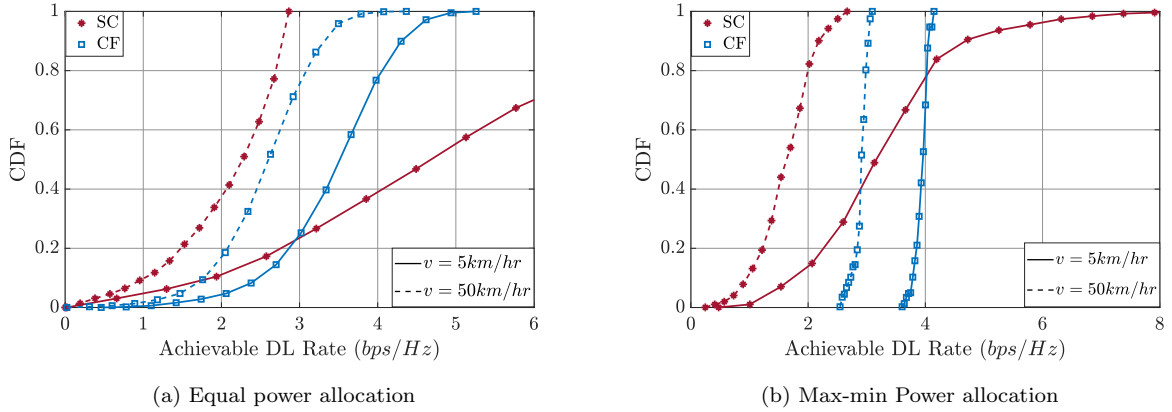 SC
CF
CDF
1
0.8
0.6
0.4
0.2
0
0 1 2 3 4 5 6
v = 5km/hr
v = 50km/hr
Achievable DL Rate (bps/Hz)
(a) Equal power allocation
SC
CF
CDF
1
0.8
0.6
0.4
0.2
0
0 2 4 6 8
v = 5km/hr
v = 50km/hr
Achievable DL Rate (bps/Hz)
(b) Max-min Power allocation